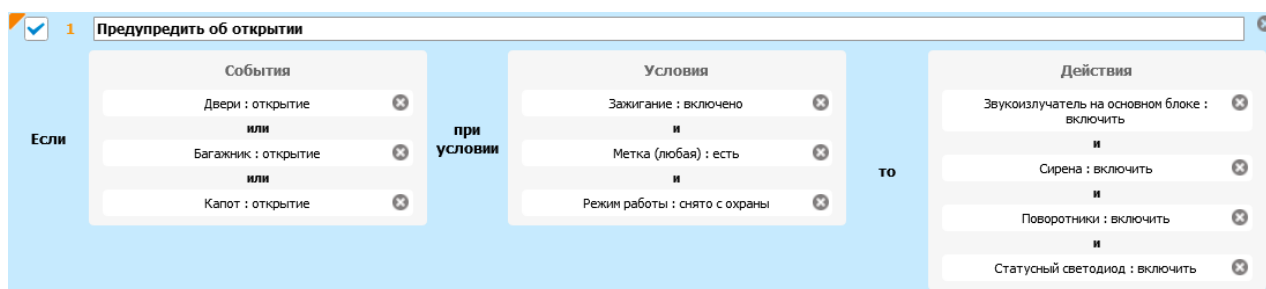 1 Предупредить об открытии
События
Условия
Действия
Если
Двери : открытие
или
Багажник : открытие
или
Капот : открытие
при
условии
Зажигание : включено
и
Метка (любая) : есть
и
Режим работы : снято с охраны
то
Звукоизлучатель на основном блоке :
включить
и
Сирена : включить
и
Поворотники : включить
и
Статусный светодиод : включить